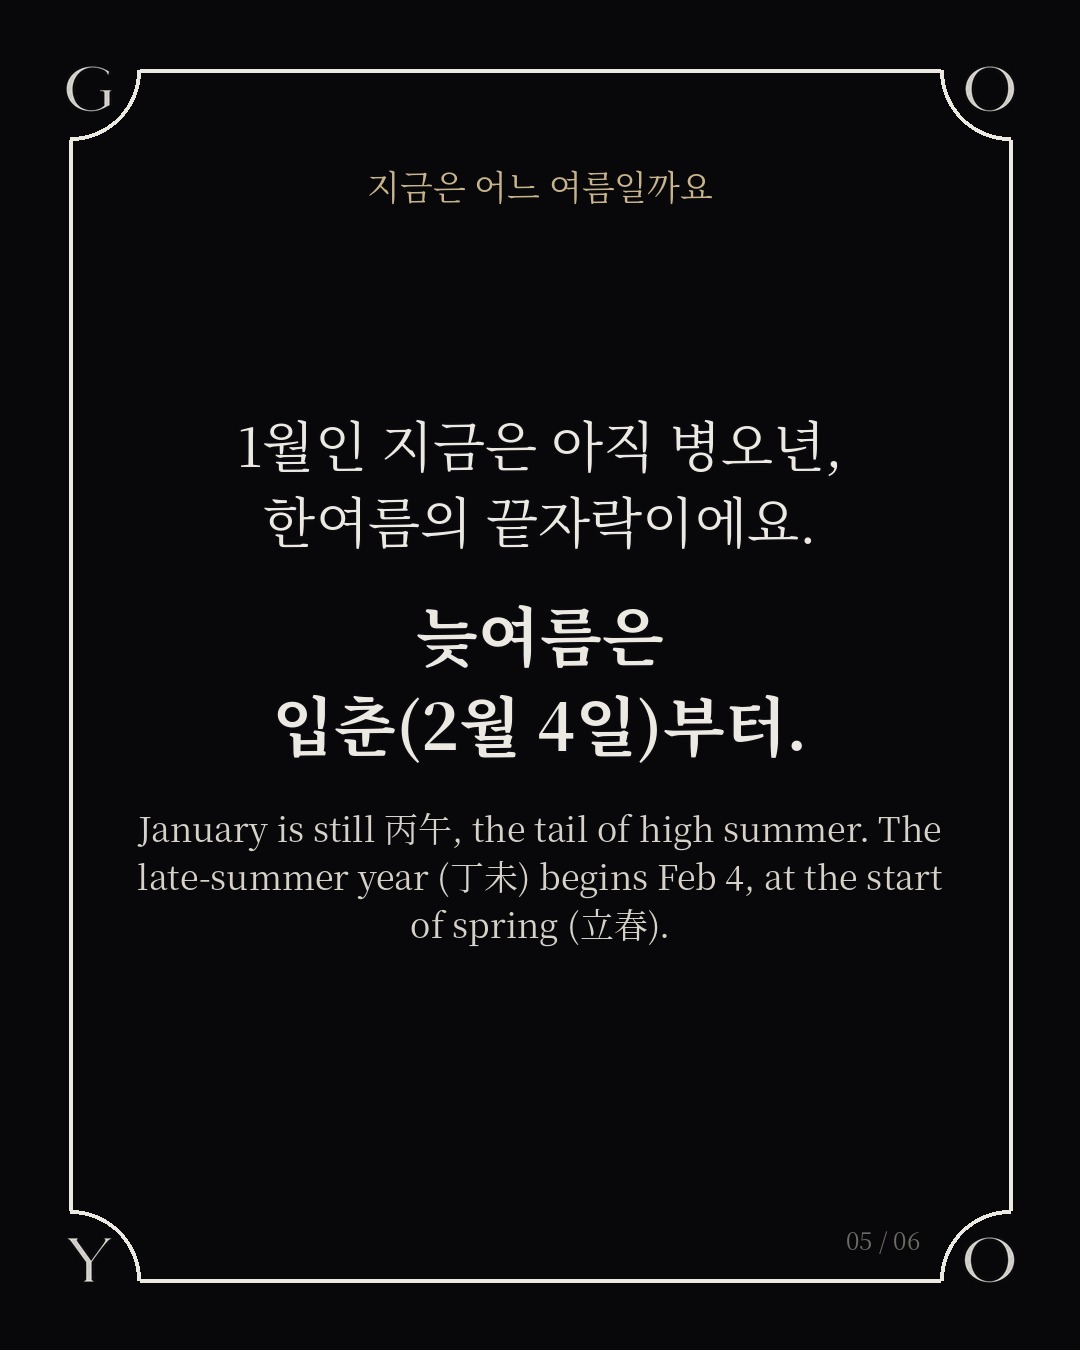 G O
지금은 어느 여름일까요
1월인 지금은 아직 병오년,
한여름의 끝자락이에요.
늦여름은
입춘(2월 4일)부터.
January is still 丙午, the tail of high summer. The
late-summer year (丁未) begins Feb 4, at the start
of spring (立春).
05 / 06
Y O